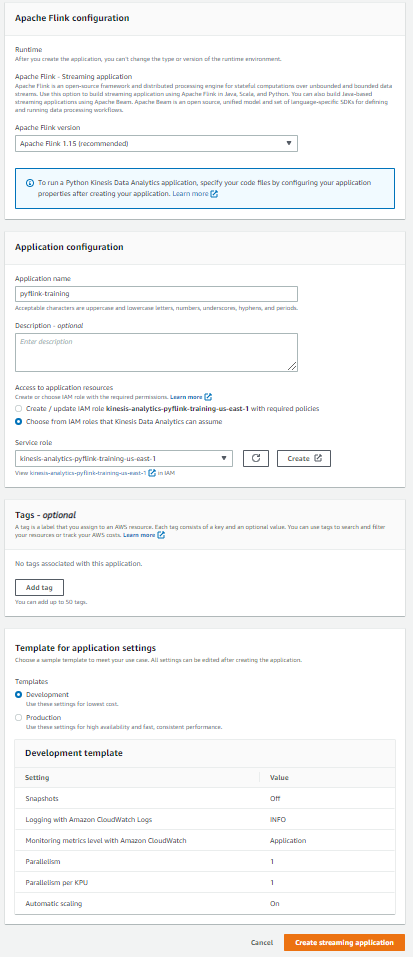 Apache Flink configuration
Runtime
After you create the application, you can't change the type or version of the runtime environment.
Apache Flink - Streaming application
Apache Flink is an open-source framework and distributed processing engine for stateful computations over unbounded and bounded data
streams. Use this option to build streaming application using Apache Flink in Java, Scala, and Python. You can also build Java-based
streaming applications using Apache Beam. Apache Beam is an open source, unified model and set of language-specific SDKs for defining
and running data processing workflows.
Apache Flink version
Apache Flink 1.15 (recommended)
To run a Python Kinesis Data Analytics application, specify your code files by configuring your application
properties after creating your application. Learn more
Application configuration
Application name
pyflink-training
Acceptable characters are uppercase and lowercase letters, numbers, underscores, hyphens, and periods.
Description - optional
Enter description
Access to application resources
Create or choose IAM role with the required permissions. Learn more
Create / update IAM role kinesis-analytics-pyflink-training-us-east-1 with required policies
Choose from IAM roles that Kinesis Data Analytics can assume
Service role
kinesis-analytics-pyflink-training-us-east-1
Create
View kinesis-analytics-pyflink-training-us-east-1 in IAM
Tags - optional
A tag is a label that you assign to an AWS resource. Each tag consists of a key and an optional value. You can use tags to search and filter
your resources or track your AWS costs. Learn more
No tags associated with this application.
Add tag
You can add up to 50 tags.
Template for application settings
Choose a sample template to meet your use case. All settings can be edited after creating the application.
Templates
Development
Use these settings for lowest cost.
Production
Use these settings for high availability and fast, consistent performance.
Development template
Setting Value
Snapshots Off
Logging with Amazon CloudWatch Logs INFO
Monitoring metrics level with Amazon CloudWatch Application
Parallelism 1
Parallelism per KPU 1
Automatic scaling On
Cancel Create streaming application